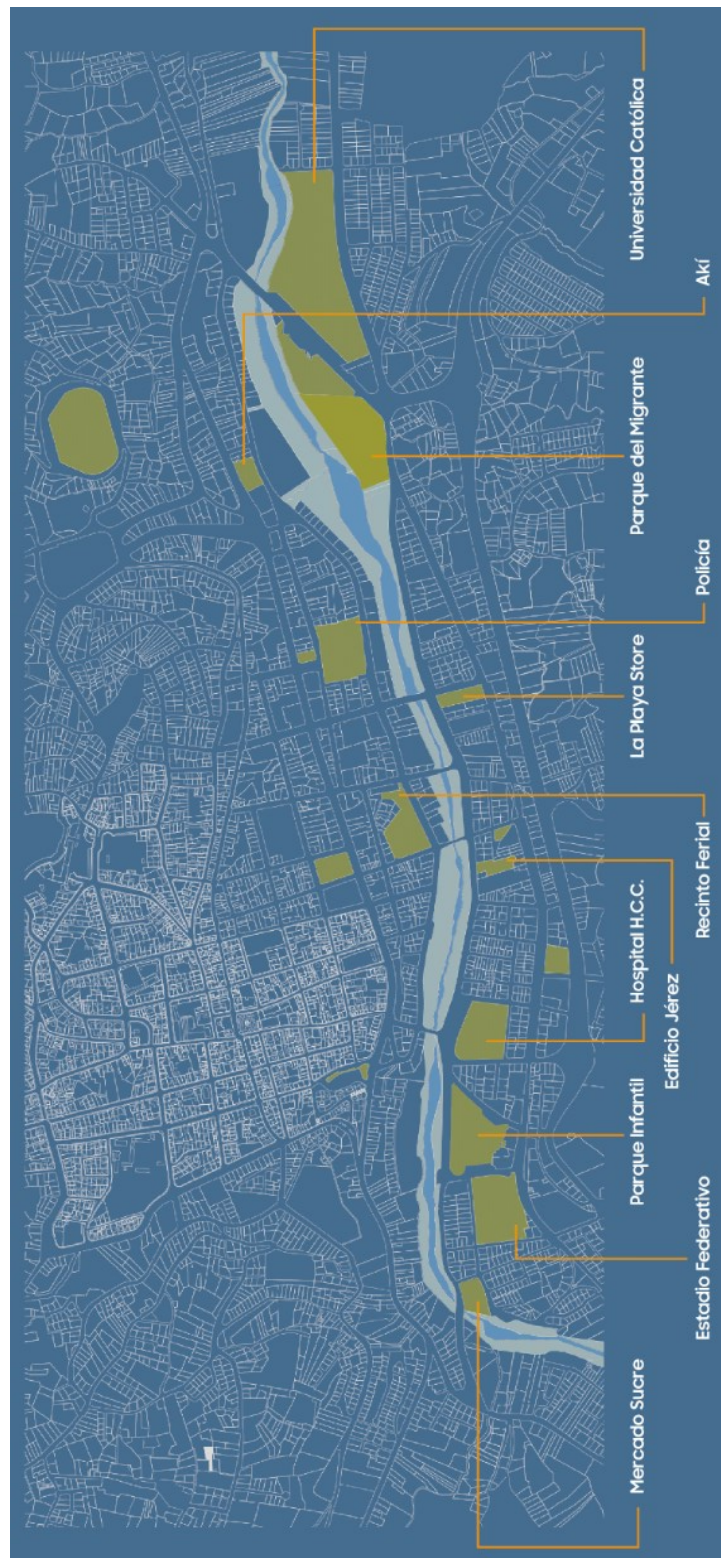 Mercado Sucre
Parque Infantil
Hospital H.C.C.
La Playa Store
Parque del Migrante
Universidad Católica
Edificio Jérez
Estadio Federativo
Recinto Ferial
Policía
Akí